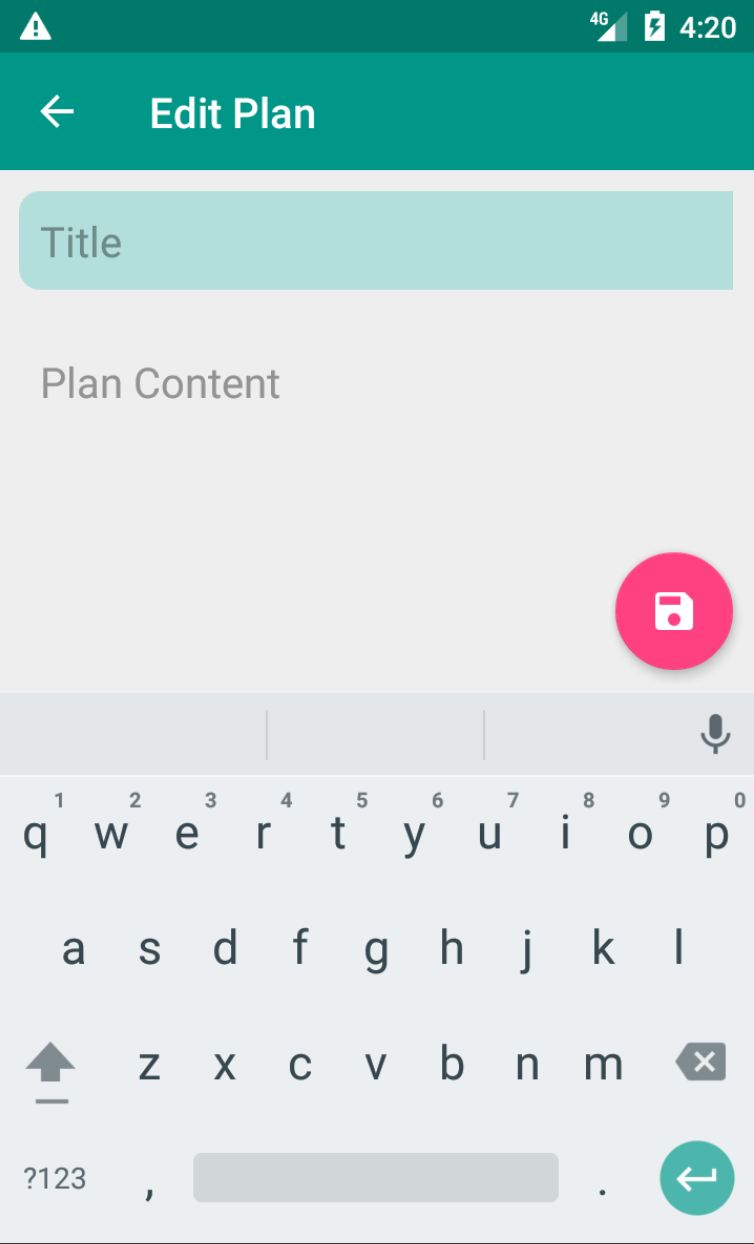 4G 4:20
Edit Plan
Title
Plan Content
1 2 3 4 5 6 7 8 9 0
q w e r t y u i o p
a s d f g h j k l
z x c v b n m
?123 , .